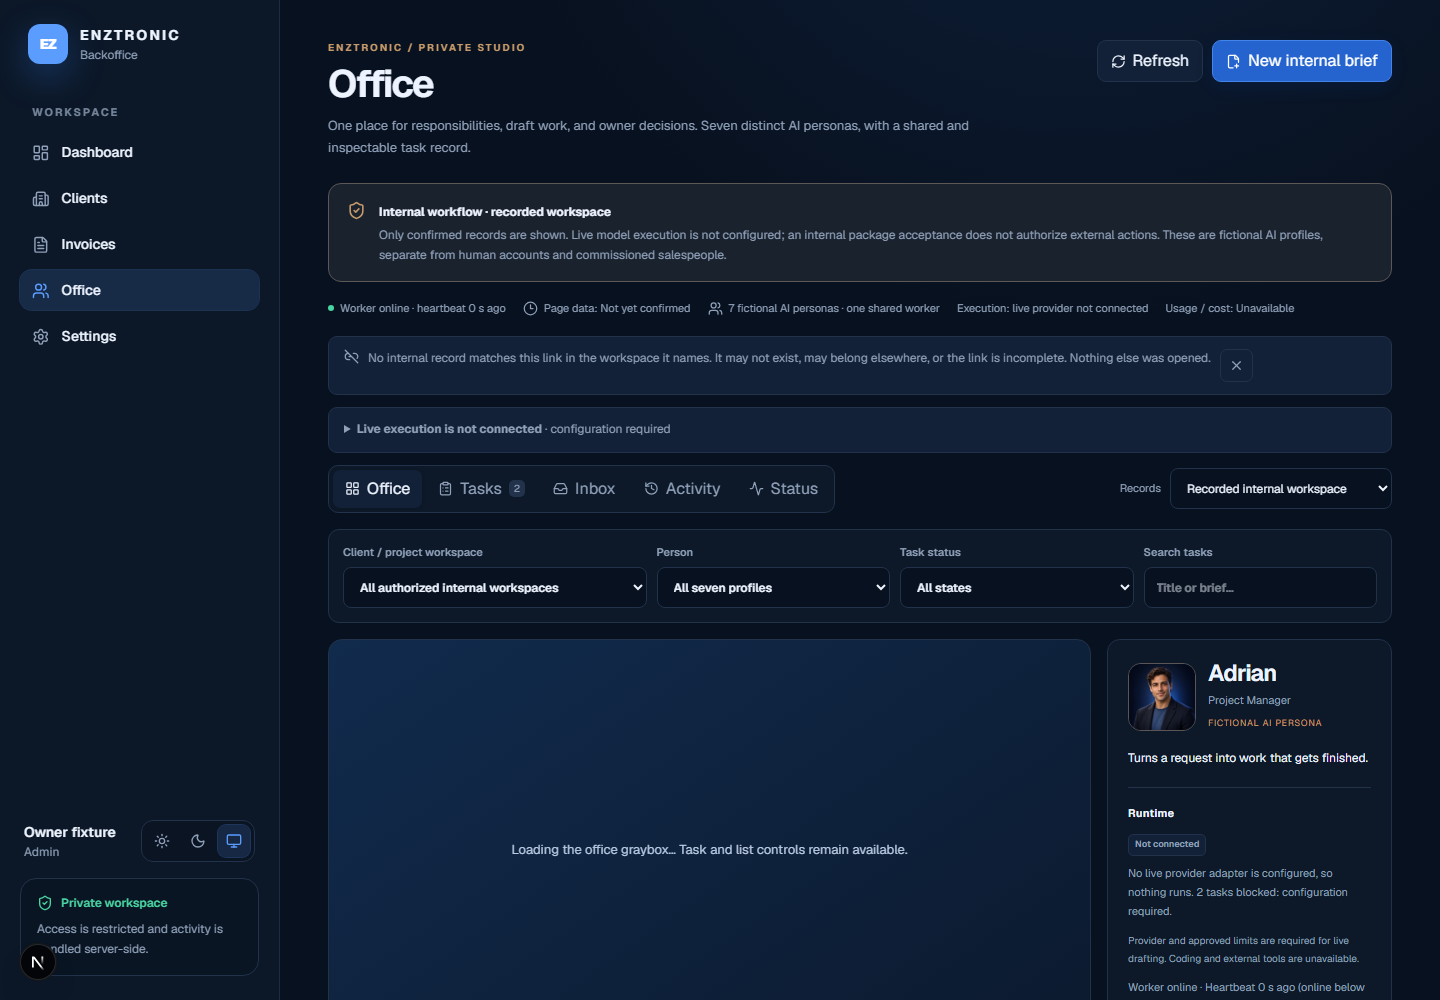 EZ
ENZTRONIC
Backoffice
WORKSPACE
Dashboard
Clients
Invoices
Office
Settings
Owner fixture
Admin
Private workspace
Access is restricted and activity is
ndled server-side.
N
ENZTRONIC / PRIVATE STUDIO
Office
One place for responsibilities, draft work, and owner decisions. Seven distinct AI personas, with a shared and
inspectable task record.
Refresh
New internal brief
Internal workflow · recorded workspace
Only confirmed records are shown. Live model execution is not configured; an internal package acceptance does not authorize external actions. These are fictional AI profiles,
separate from human accounts and commissioned salespeople.
Worker online · heartbeat 0 s ago
Page data: Not yet confirmed
7 fictional AI personas · one shared worker
Execution: live provider not connected
Usage / cost: Unavailable
No internal record matches this link in the workspace it names. It may not exist, may belong elsewhere, or the link is incomplete. Nothing else was opened.
Live execution is not connected · configuration required
Office
Tasks 2
Inbox
Activity
Status
Records
Recorded internal workspace
Client / project workspace
All authorized internal workspaces
Person
All seven profiles
Task status
All states
Search tasks
Title or brief...
Loading the office graybox... Task and list controls remain available.
Adrian
Project Manager
FICTIONAL AI PERSONA
Turns a request into work that gets finished.
Runtime
Not connected
No live provider adapter is configured, so
nothing runs. 2 tasks blocked: configuration
required.
Provider and approved limits are required for live
drafting. Coding and external tools are unavailable.
Worker online · Heartbeat 0 s ago (online below